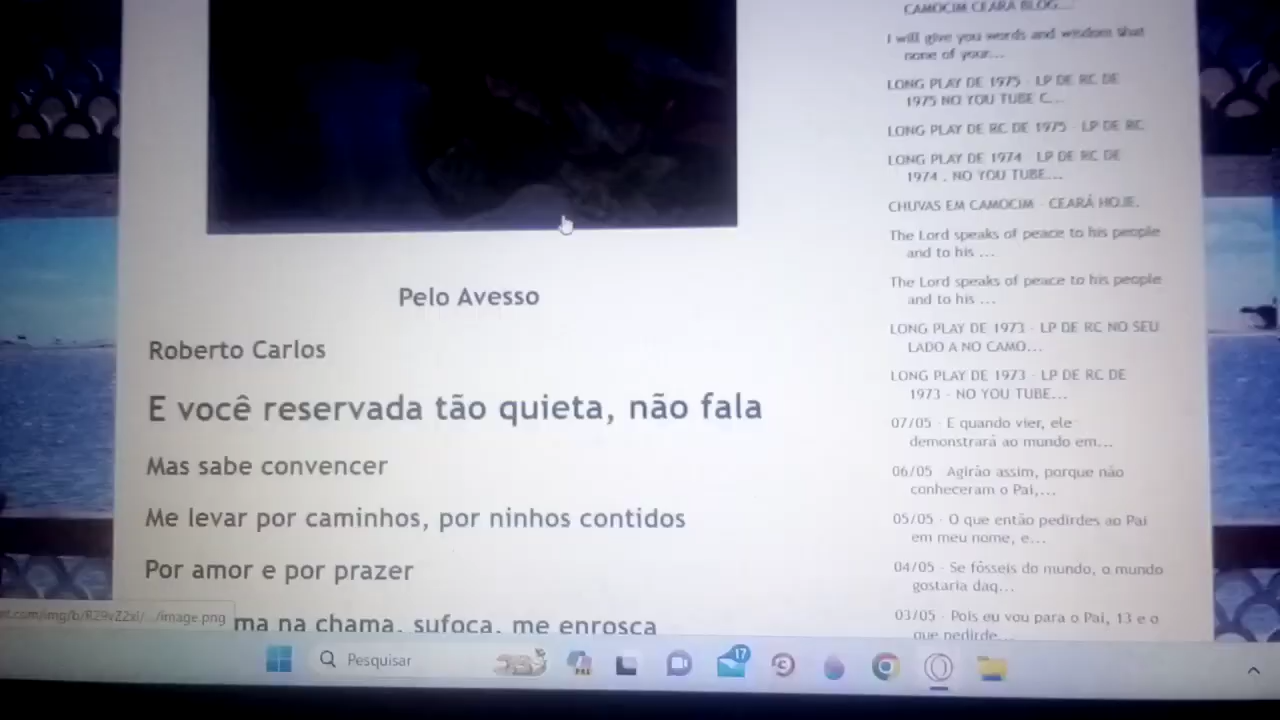 Pelo Avesso
Roberto Carlos
E você reservada tão quieta, não fala
Mas sabe convencer
Me levar por caminhos, por ninhos contidos
Por amor e por prazer
ma na chama, sufoca, me enrosca
CAMOCIM CEARÁ BLOG...
I will give you words and wisdom that
none of your...
LONG PLAY DE 1975 - LP DE RC DE
1975 NO YOU TUBE C...
LONG PLAY DE RC DE 1975 - LP DE RC
LONG PLAY DE 1974 - LP DE RC DE
1974 . NO YOU TUBE...
CHUVAS EM CAMOCIM - CEARÁ HOJE.
The Lord speaks of peace to his people
and to his ...
The Lord speaks of peace to his people
and to his ...
LONG PLAY DE 1973 - LP DE RC NO SEU
LADO A NO CAMO...
LONG PLAY DE 1973 - LP DE RC DE
1973 - NO YOU TUBE...
07/05 - E quando vier, ele
demonstrará ao mundo em...
06/05 Agirão assim, porque não
conheceram o Pai,...
05/05 - O que então pedirdes ao Pai
em meu nome, e...
04/05 - Se fôsseis do mundo, o mundo
gostaria daq...
03/05 - Pois eu vou para o Pai, 13 e o
que pedirde...
/image.png
Pesquisar
17